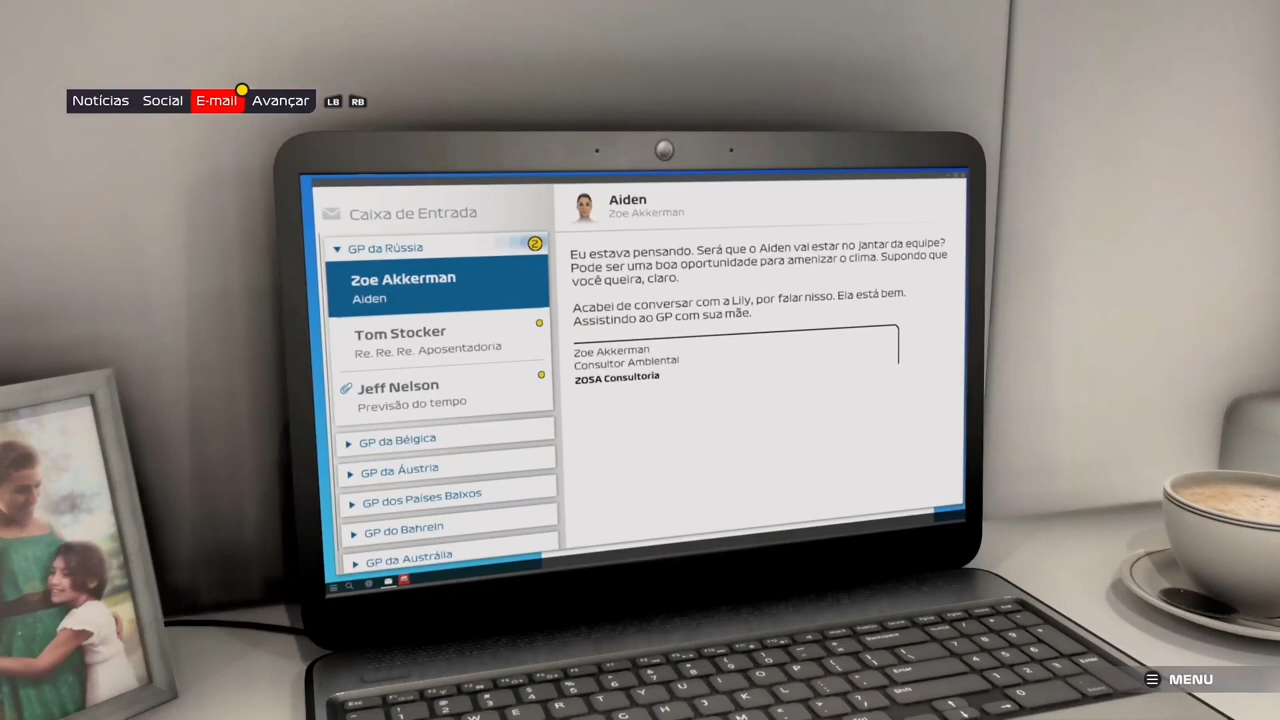 Notícias Social E-mail Avançar LB RB
Caixa de Entrada
GP da Rússia 2
Zoe Akkerman
Aiden
Tom Stocker
Re. Re. Re. Aposentadoria
Jeff Nelson
Previsão do tempo
GP da Bélgica
GP da Áustria
GP dos Países Baixos
GP do Bahrein
GP da Austrália
Aiden
Zoe Akkerman
Eu estava pensando. Será que o Aiden vai estar no jantar da equipe?
Pode ser uma boa oportunidade para amenizar o clima. Supondo que
você queira, claro.
Acabei de conversar com a Lily, por falar nisso. Ela está bem.
Assistindo ao GP com sua mãe.
Zoe Akkerman
Consultor Ambiental
ZOSA Consultoria
MENU